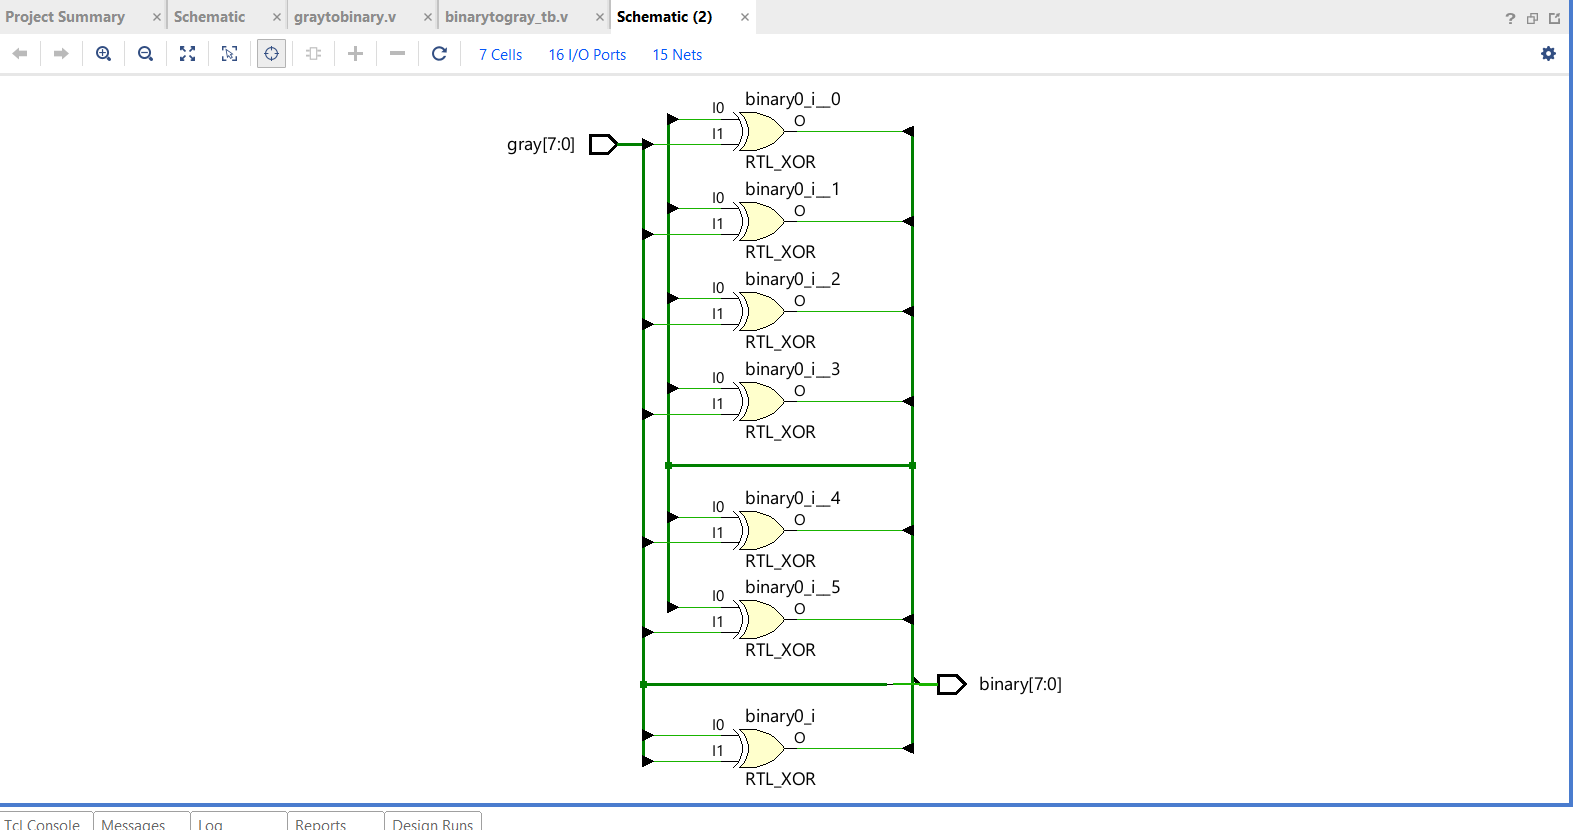 Project Summary × Schematic × graytobinary.v × binarytogray_tb.v × Schematic (2) × ?
7 Cells 16 I/O Ports 15 Nets
gray[7:0]
binary0_i__0
I0
I1
O
RTL_XOR
binary0_i__1
I0
I1
O
RTL_XOR
binary0_i__2
I0
I1
O
RTL_XOR
binary0_i__3
I0
I1
O
RTL_XOR
binary0_i__4
I0
I1
O
RTL_XOR
binary0_i__5
I0
I1
O
RTL_XOR
binary[7:0]
binary0_i
I0
I1
O
RTL_XOR
Tcl Console Messages Log Reports Design Runs